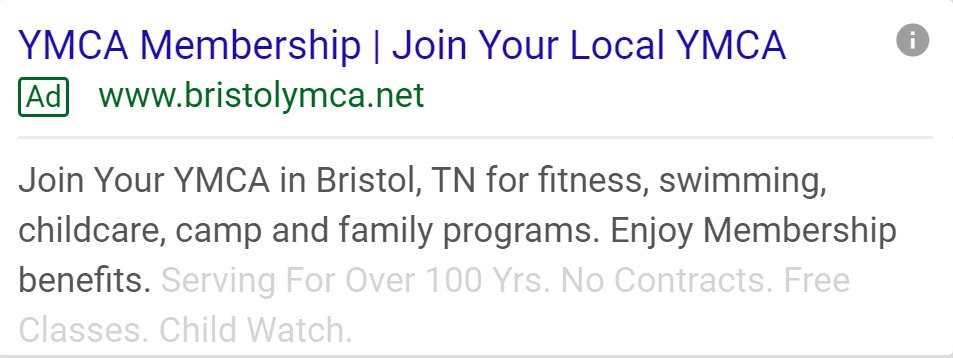 YMCA Membership | Join Your Local YMCA
Ad www.bristolymca.net
Join Your YMCA in Bristol, TN for fitness, swimming,
childcare, camp and family programs. Enjoy Membership
benefits. Serving For Over 100 Yrs. No Contracts. Free
Classes. Child Watch.